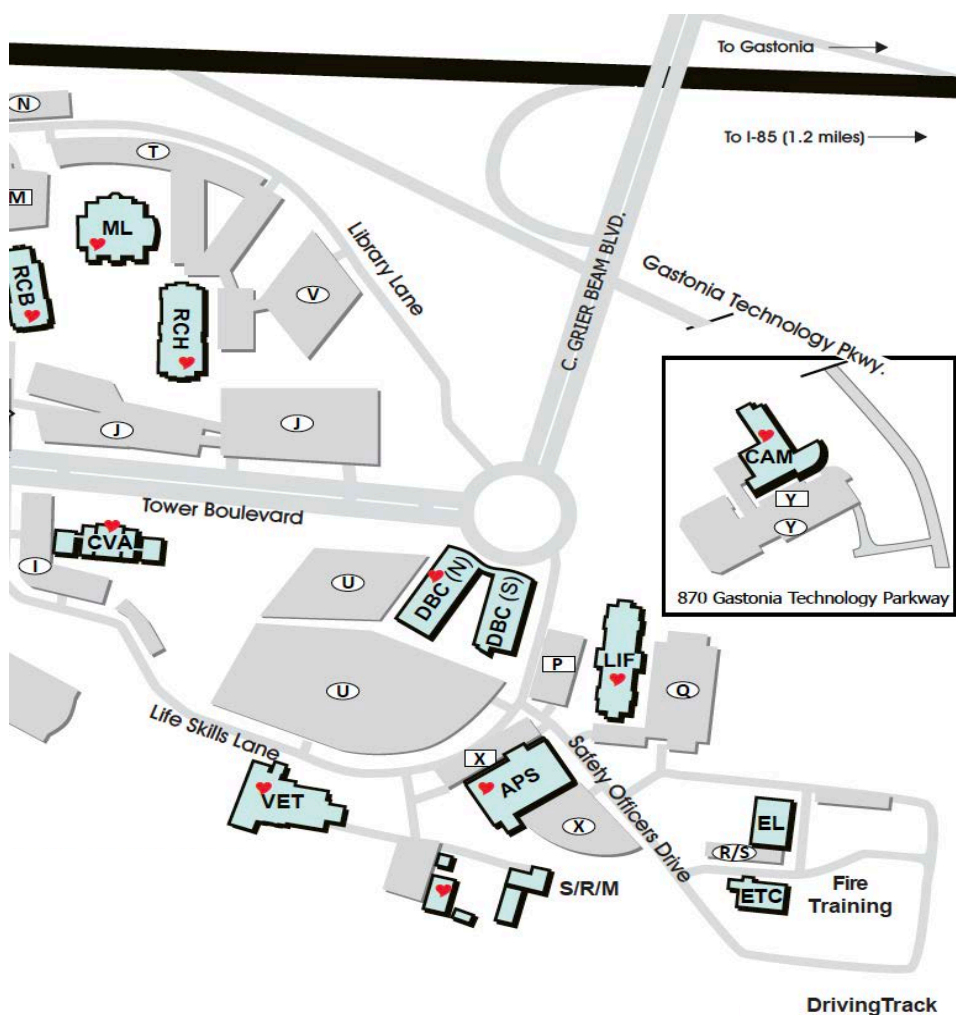 To Gastonia
To I-85 (1.2 miles)
N
T
M
ML
Library Lane
C. GRIER BEAM BLVD.
RCB
V
RCH
Gastonia Technology Pkwy.
J
J
CAM
Y
Y
870 Gastonia Technology Parkway
Tower Boulevard
CVA
I
U
DBC (N)
DBC (S)
P
LIF
Q
U
Life Skills Lane
X
APS
Safety Officers Drive
VET
X
EL
R/S
S/R/M
ETC
Fire
Training
DrivingTrack